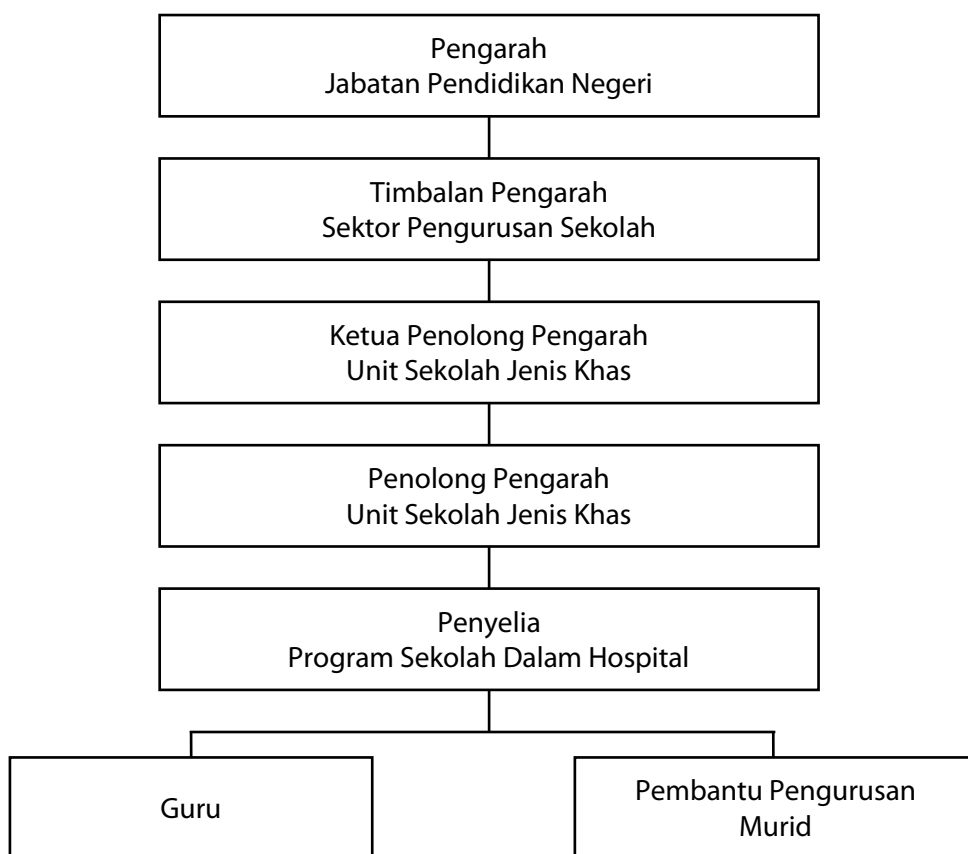 Pengarah
Jabatan Pendidikan Negeri
Timbalan Pengarah
Sektor Pengurusan Sekolah
Ketua Penolong Pengarah
Unit Sekolah Jenis Khas
Penolong Pengarah
Unit Sekolah Jenis Khas
Penyelia
Program Sekolah Dalam Hospital
Guru
Pembantu Pengurusan
Murid